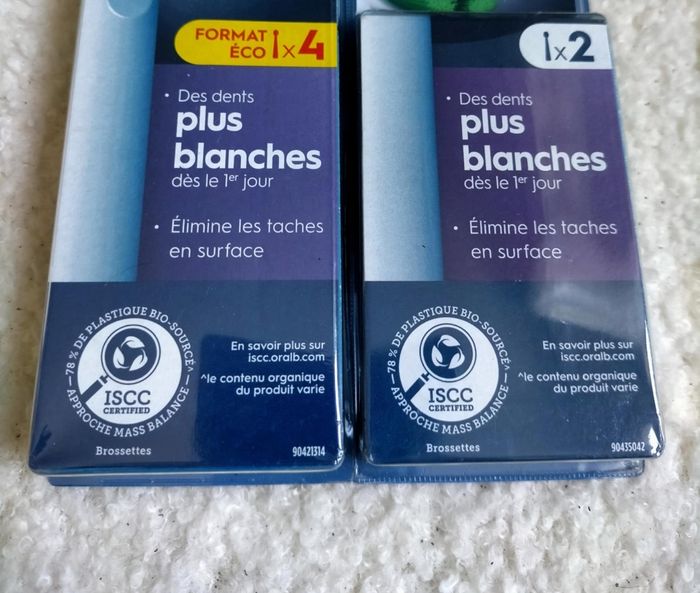 FORMAT
ÉCO x4
• Des dents
plus
blanches
dès le 1er jour
• Élimine les taches
en surface
78 % DE PLASTIQUE BIO-SOURCÉ^
APPROCHE MASS BALANCE
ISCC
CERTIFIED
Brossettes
En savoir plus sur
iscc.oralb.com
^le contenu organique
du produit varie
90421314
x2
• Des dents
plus
blanches
dès le 1er jour
• Élimine les taches
en surface
78 % DE PLASTIQUE BIO-SOURCÉ^
APPROCHE MASS BALANCE
ISCC
CERTIFIED
Brossettes
En savoir plus sur
iscc.oralb.com
^le contenu organique
du produit varie
90435042